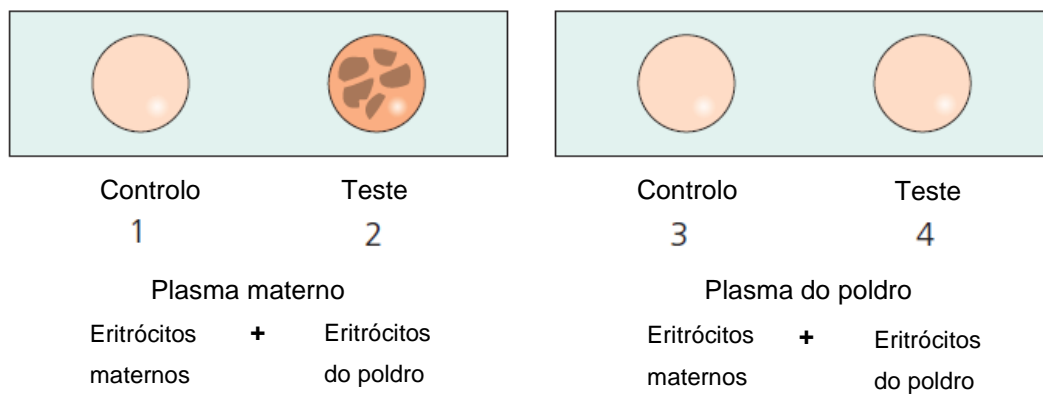 Controlo Teste
1 2
Plasma materno
Eritrócitos + Eritrócitos
maternos do poldro
Controlo Teste
3 4
Plasma do poldro
Eritrócitos + Eritrócitos
maternos do poldro